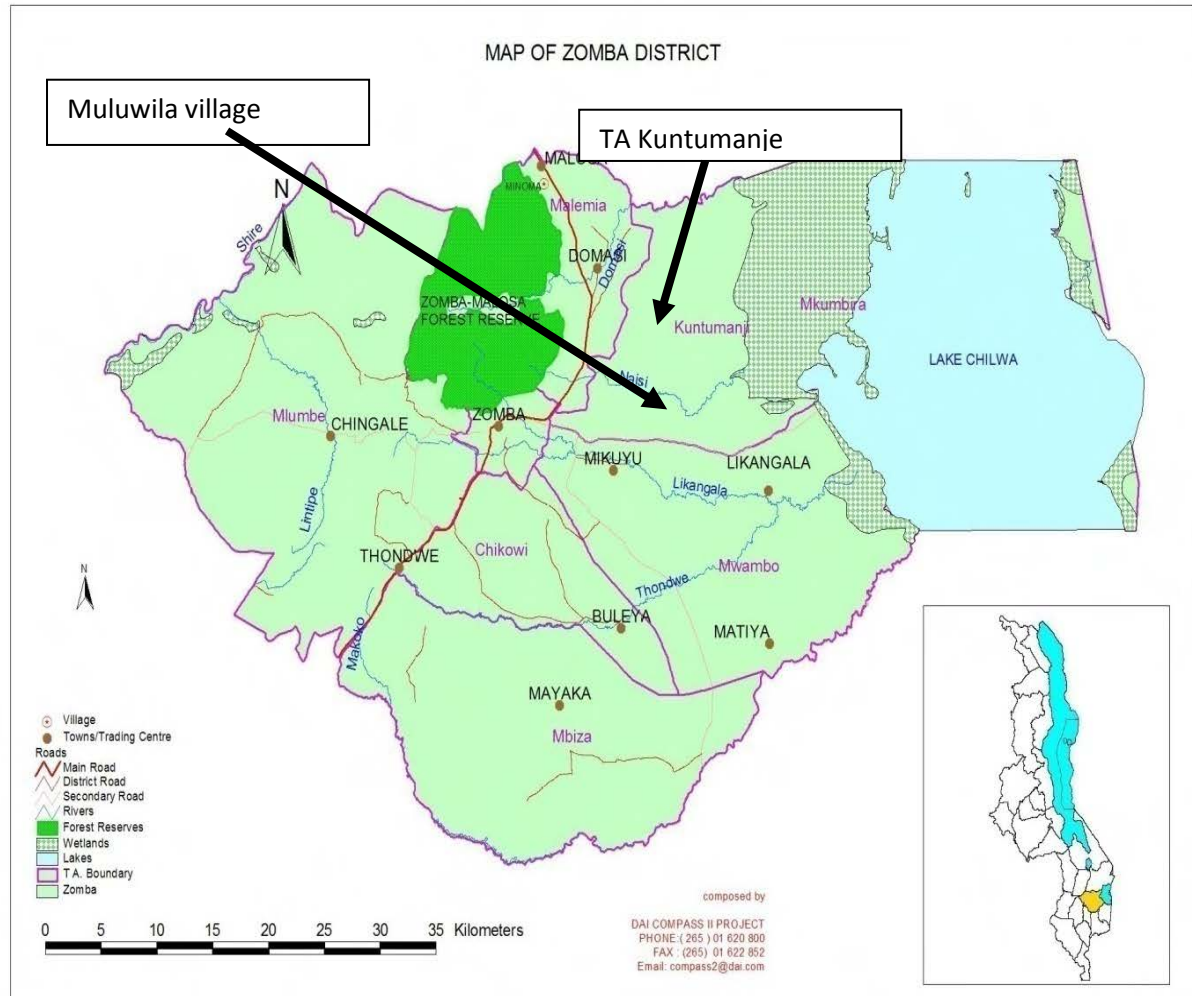 MAP OF ZOMBA DISTRICT
Muluwila village
TA Kuntumanje
N
MINOMA
Malemia
Shire
DOMASI
Domasi
ZOMBA-MALOSA
FOREST RESERVE
Kuntumanji
Mkumbira
LAKE CHILWA
Naisi
Mlumbe
CHINGALE
ZOMBA
MIKUYU
LIKANGALA
Likangala
Lintipe
THONDWE
Chikowi
Mwambo
Thondwe
BULEYA
MATIYA
Makoko
N
MAYAKA
Mbiza
Village
Towns/Trading Centre
Roads
Main Road
District Road
Secondary Road
Rivers
Forest Reserves
Wetlands
Lakes
T A. Boundary
Zomba
0 5 10 15 20 25 30 35 Kilometers
composed by
DAI COMPASS II PROJECT
PHONE:( 265 ) 01 620 800
FAX : (265) 01 622 852
Email: compass2@dai.com